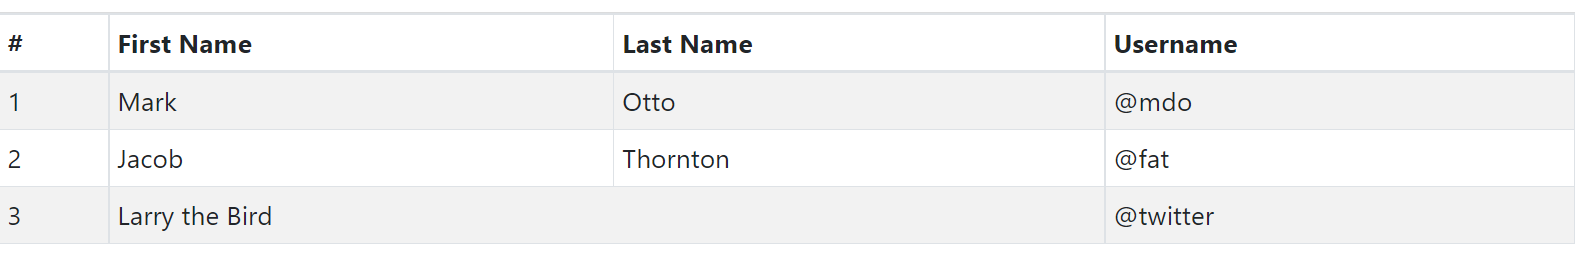 # First Name Last Name Username
1 Mark Otto @mdo
2 Jacob Thornton @fat
3 Larry the Bird @twitter